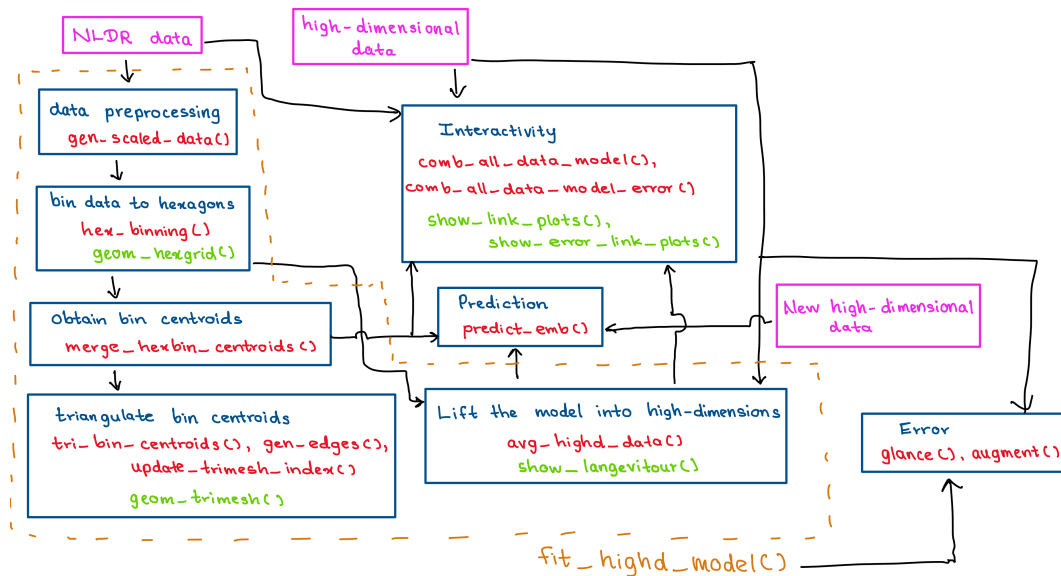 NLDR data
high-dimensional
data
data preprocessing
gen_scaled_data()
bin data to hexagons
hex_binning()
geom_hexgrid()
Obtain bin centroids
merge_hexbin_centroids()
triangulate bin centroids
tri_bin_centroids(), gen_edges(),
update_trimesh_index()
geom_trimesh()
Interactivity
comb_all_data_model(),
comb_all_data_model_error()
show_link_plots(),
show_error_link_plots()
Prediction
predict_emb()
New high-dimensional
data
Lift the model into high-dimensions
avg_highd_data()
show_langevitour()
Error
glance(), augment()
fit_highd_model()